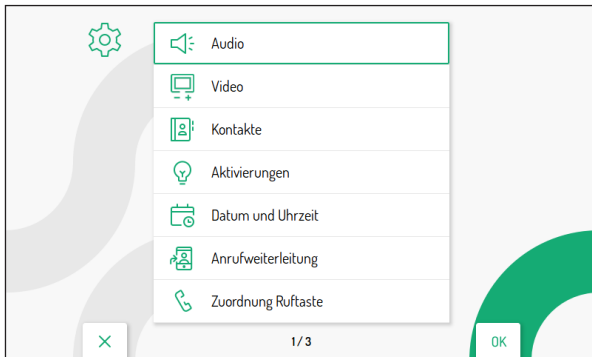 Audio
Video
Kontakte
Aktivierungen
Datum und Uhrzeit
Anrufweiterleitung
Zuordnung Ruftaste
1 / 3
OK